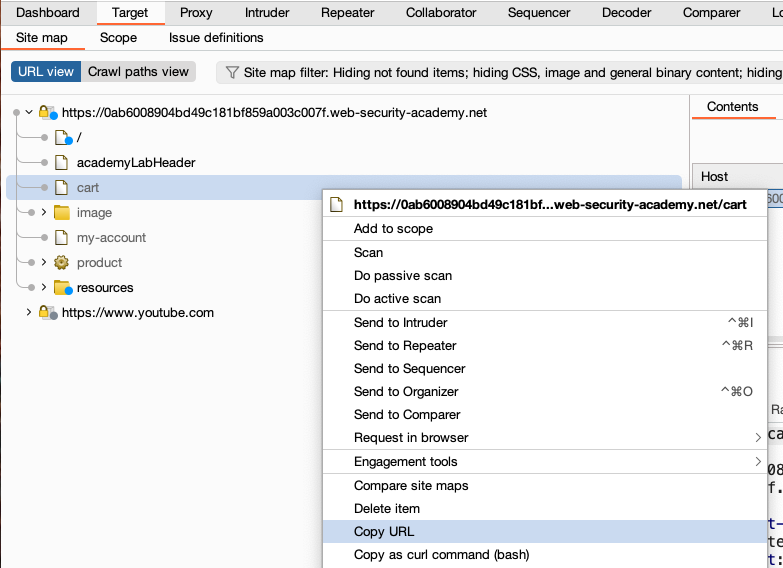 Dashboard Target Proxy Intruder Repeater Collaborator Sequencer Decoder Comparer
Site map Scope Issue definitions
URL view Crawl paths view Site map filter: Hiding not found items; hiding CSS, image and general binary content; hiding
https://0ab6008904bd49c181bf859a003c007f.web-security-academy.net
/
academyLabHeader
cart
image
my-account
product
resources
https://www.youtube.com
Contents
Host
https://0ab6008904bd49c181bf...web-security-academy.net/cart
Add to scope
Scan
Do passive scan
Do active scan
Send to Intruder ^⌘I
Send to Repeater ^⌘R
Send to Sequencer
Send to Organizer ^⌘O
Send to Comparer
Request in browser
Engagement tools
Compare site maps
Delete item
Copy URL
Copy as curl command (bash)